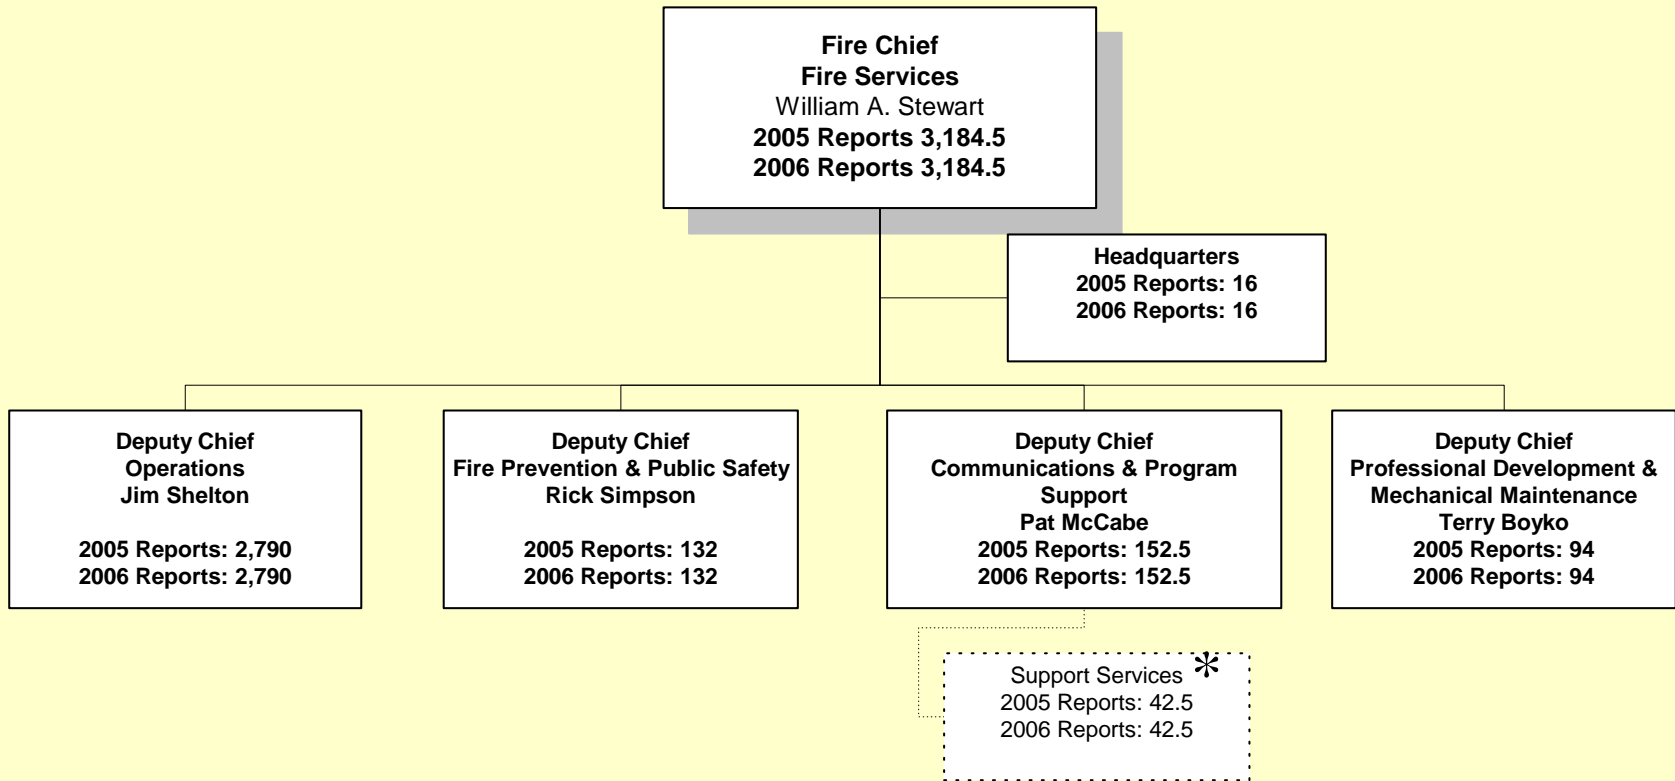 Fire Chief
Fire Services
William A. Stewart
2005 Reports 3,184.5
2006 Reports 3,184.5
Headquarters
2005 Reports: 16
2006 Reports: 16
Deputy Chief
Operations
Jim Shelton
2005 Reports: 2,790
2006 Reports: 2,790
Deputy Chief
Fire Prevention & Public Safety
Rick Simpson
2005 Reports: 132
2006 Reports: 132
Deputy Chief
Communications & Program
Support
Pat McCabe
2005 Reports: 152.5
2006 Reports: 152.5
Deputy Chief
Professional Development &
Mechanical Maintenance
Terry Boyko
2005 Reports: 94
2006 Reports: 94
Support Services *
2005 Reports: 42.5
2006 Reports: 42.5